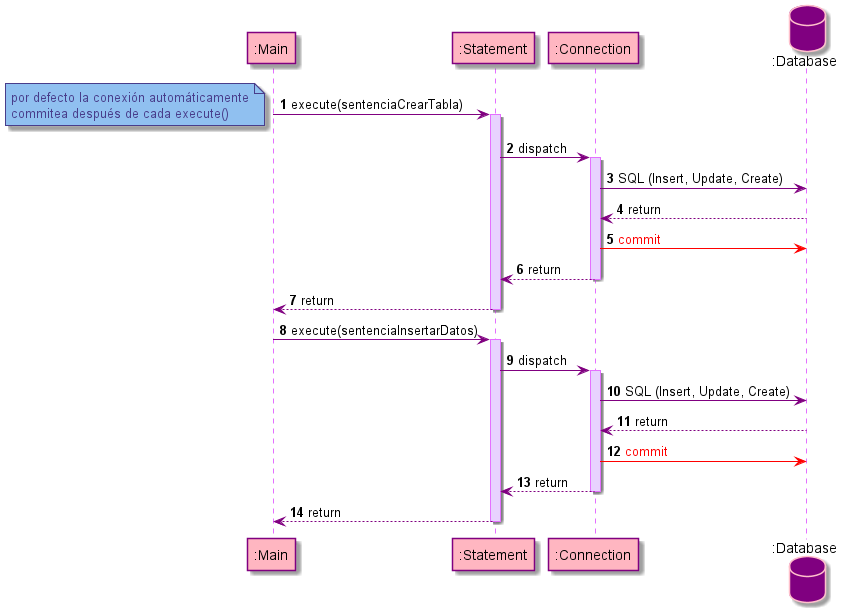 :Main
:Statement
:Connection
:Database
por defecto la conexión automáticamente
commitea después de cada execute()
1 execute(sentenciaCrearTabla)
2 dispatch
3 SQL (Insert, Update, Create)
4 return
5 commit
6 return
7 return
8 execute(sentenciaInsertarDatos)
9 dispatch
10 SQL (Insert, Update, Create)
11 return
12 commit
13 return
14 return
:Main
:Statement
:Connection
:Database